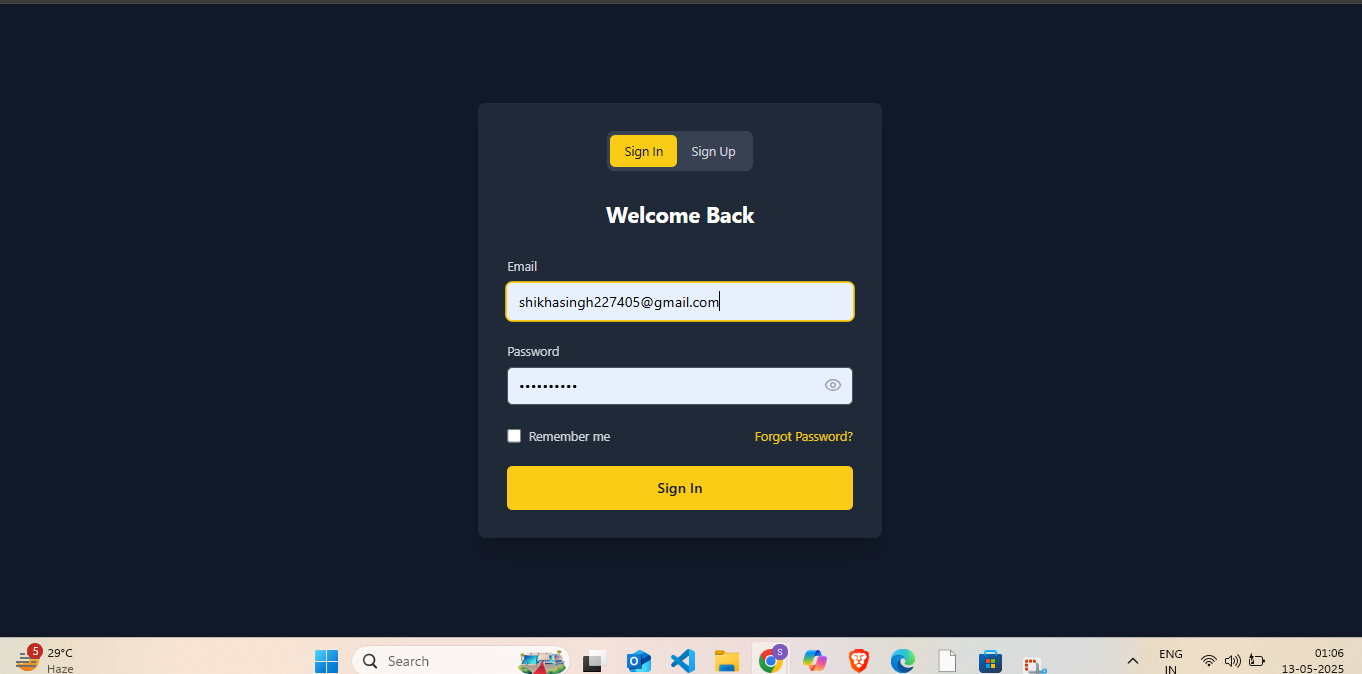 Sign In Sign Up
Welcome Back
Email
shikhasingh227405@gmail.com
Password
••••••••••
Remember me Forgot Password?
Sign In
5 29°C
Haze
Search
S
ENG
IN
01:06
13-05-2025